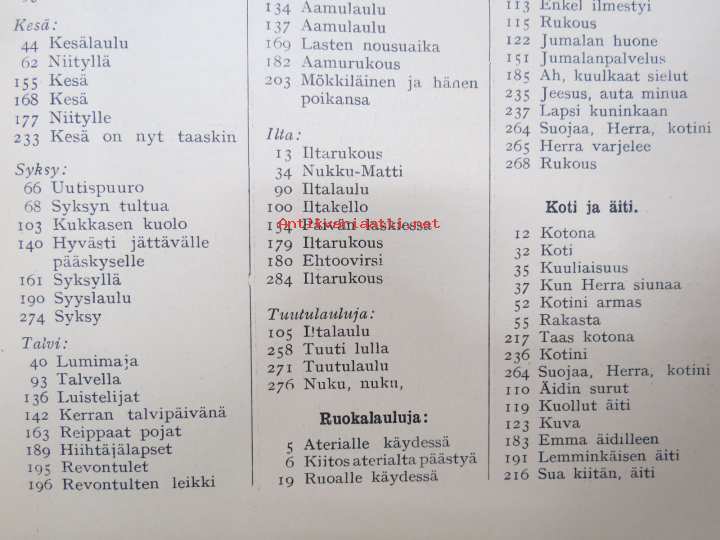 Kesä:
44 Kesälaulu
62 Niityllä
155 Kesä
168 Kesä
177 Niitylle
233 Kesä on nyt taaskin
Syksy:
66 Uutispuuro
68 Syksyn tultua
103 Kukkasen kuolo
140 Hyvästi jättävälle
pääskyselle
161 Syksyllä
190 Syyslaulu
274 Syksy
Talvi:
40 Lumimaja
93 Talvella
136 Luistelijat
142 Kerran talvipäivänä
163 Reippaat pojat
189 Hiihtäjälapset
195 Revontulet
196 Revontulten leikki
134 Aamulaulu
137 Aamulaulu
169 Lasten nousuaika
182 Aamurukous
203 Mökkiläinen ja hänen
poikansa
Ilta:
13 Iltarukous
34 Nukku-Matti
90 Iltalaulu
100 Iltakello
154 Päivän laskiessa
Antikvariaatti.net
179 Iltarukous
180 Ehtoovirsi
284 Iltarukous
Tuutulauluja:
105 Iltalaulu
258 Tuuti lulla
271 Tuutulaulu
276 Nuku, nuku,
Ruokalauluja:
5 Aterialle käydessä
6 Kiitos aterialta päästyä
19 Ruoalle käydessä
113 Enkel ilmestyi
115 Rukous
122 Jumalan huone
151 Jumalanpalvelus
185 Ah, kuulkaat sielut
235 Jeesus, auta minua
237 Lapsi kuninkaan
264 Suojaa, Herra, kotini
265 Herra varjelee
268 Rukous
Koti ja äiti.
12 Kotona
32 Koti
35 Kuuliaisuus
37 Kun Herra siunaa
52 Kotini armas
55 Rakasta
217 Taas kotona
236 Kotini
264 Suojaa, Herra, kotini
110 Äidin surut
119 Kuollut äiti
123 Kuva
183 Emma äidilleen
191 Lemminkäisen äiti
216 Sua kiitän, äiti